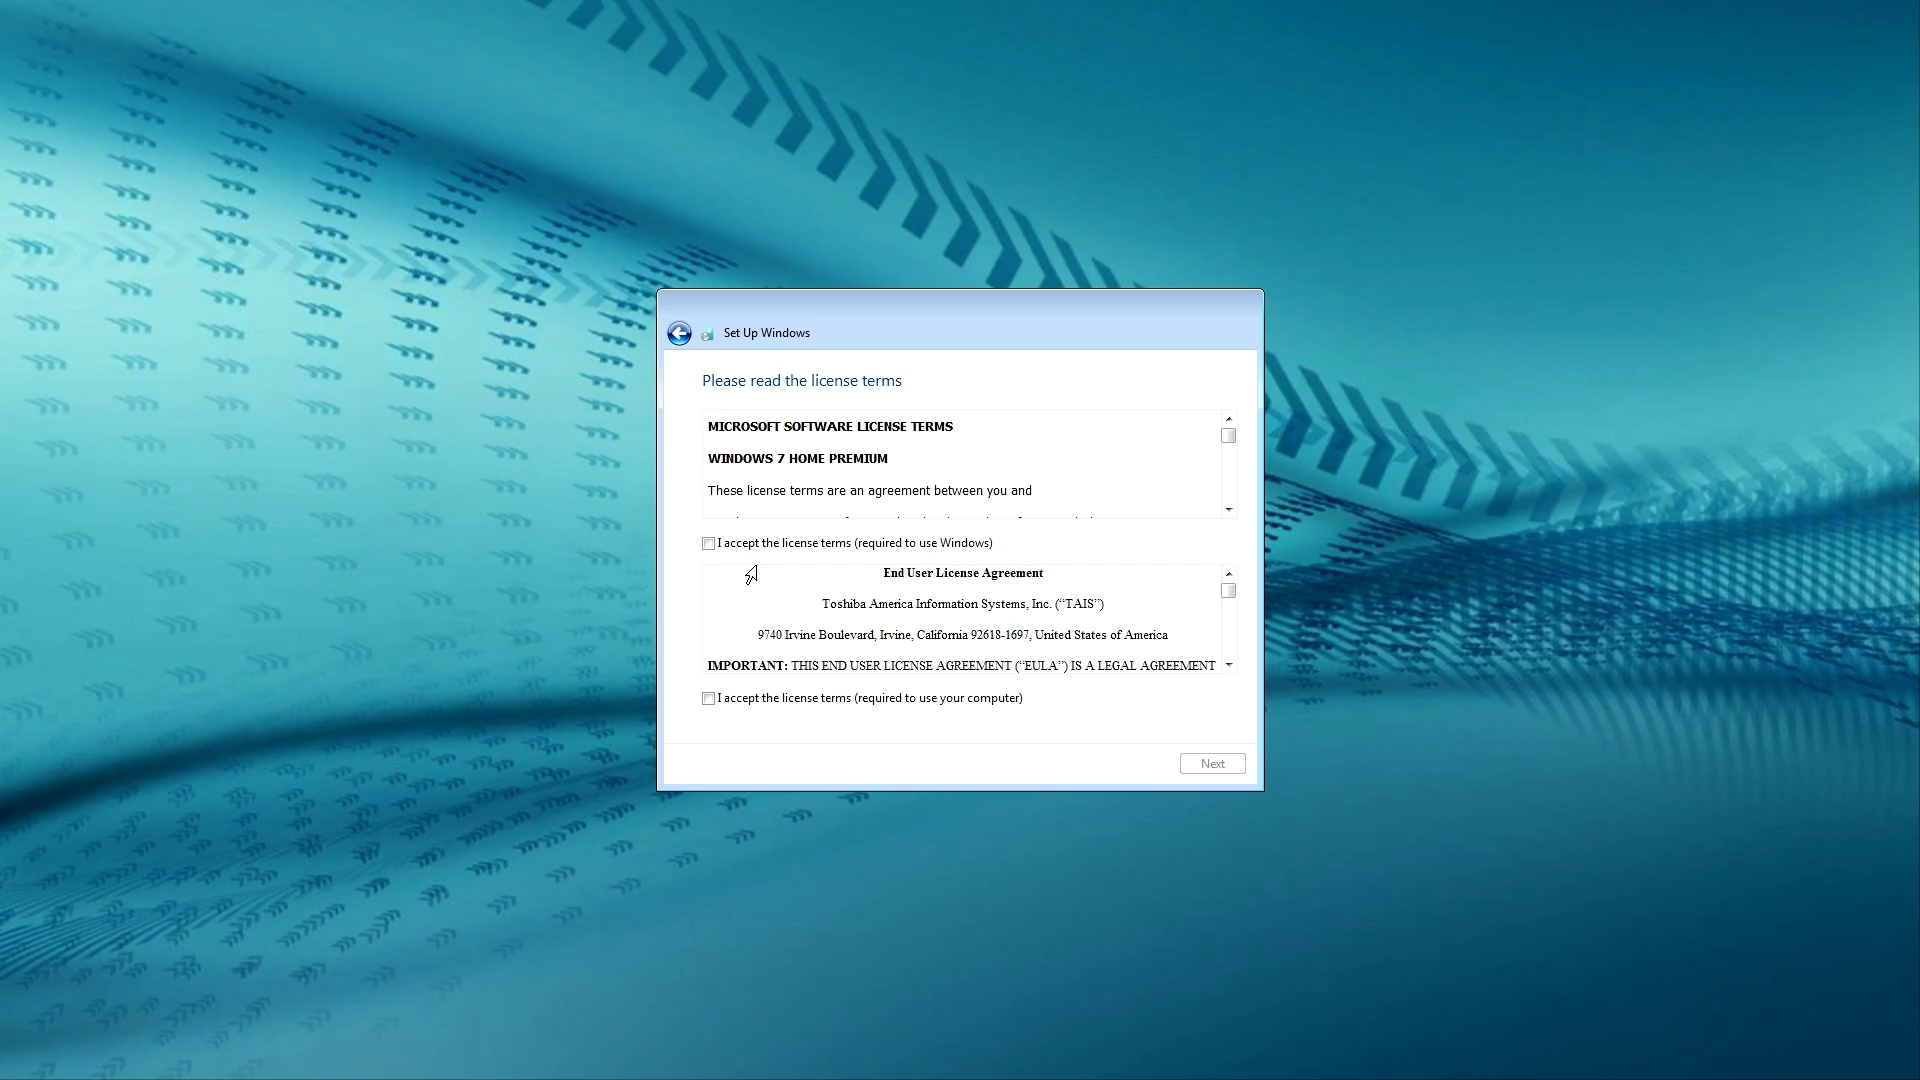 Set Up Windows
Please read the license terms
MICROSOFT SOFTWARE LICENSE TERMS
WINDOWS 7 HOME PREMIUM
These license terms are an agreement between you and
I accept the license terms (required to use Windows)
End User License Agreement
Toshiba America Information Systems, Inc. (“TAIS”)
9740 Irvine Boulevard, Irvine, California 92618-1697, United States of America
IMPORTANT: THIS END USER LICENSE AGREEMENT (“EULA”) IS A LEGAL AGREEMENT
I accept the license terms (required to use your computer)
Next